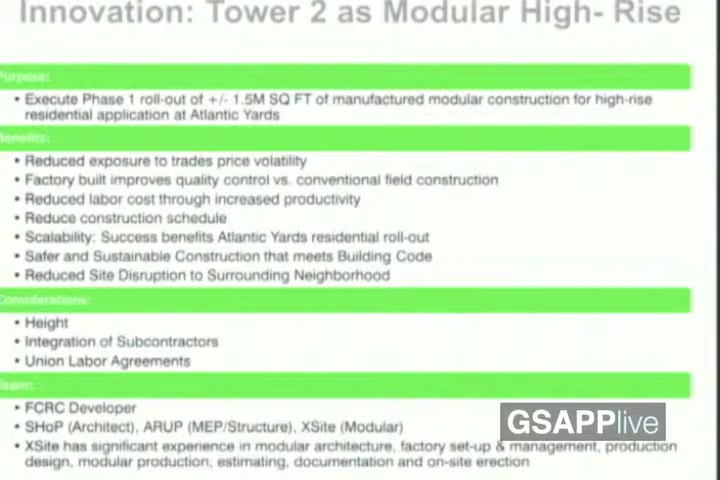 Innovation: Tower 2 as Modular High- Rise
Purpose:
• Execute Phase 1 roll-out of +/- 1.5M SQ FT of manufactured modular construction for high-rise
residential application at Atlantic Yards
Benefits:
• Reduced exposure to trades price volatility
• Factory built improves quality control vs. conventional field construction
• Reduced labor cost through increased productivity
• Reduce construction schedule
• Scalability: Success benefits Atlantic Yards residential roll-out
• Safer and Sustainable Construction that meets Building Code
• Reduced Site Disruption to Surrounding Neighborhood
Considerations:
• Height
• Integration of Subcontractors
• Union Labor Agreements
Team:
• FCRC Developer
• SHoP (Architect), ARUP (MEP/Structure), XSite (Modular)
• XSite has significant experience in modular architecture, factory set-up & management, production
design, modular production, estimating, documentation and on-site erection
GSAPPlive